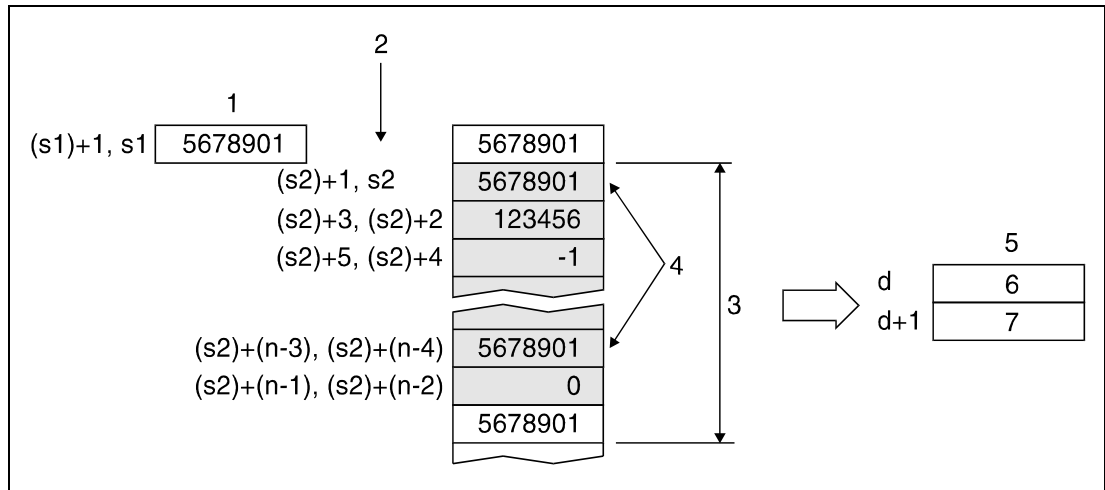 2
1
(s1)+1, s1 5678901 5678901
(s2)+1, s2 5678901
(s2)+3, (s2)+2 123456
(s2)+5, (s2)+4 -1
4
3
5
d 6
d+1 7
(s2)+(n-3), (s2)+(n-4) 5678901
(s2)+(n-1), (s2)+(n-2) 0
5678901